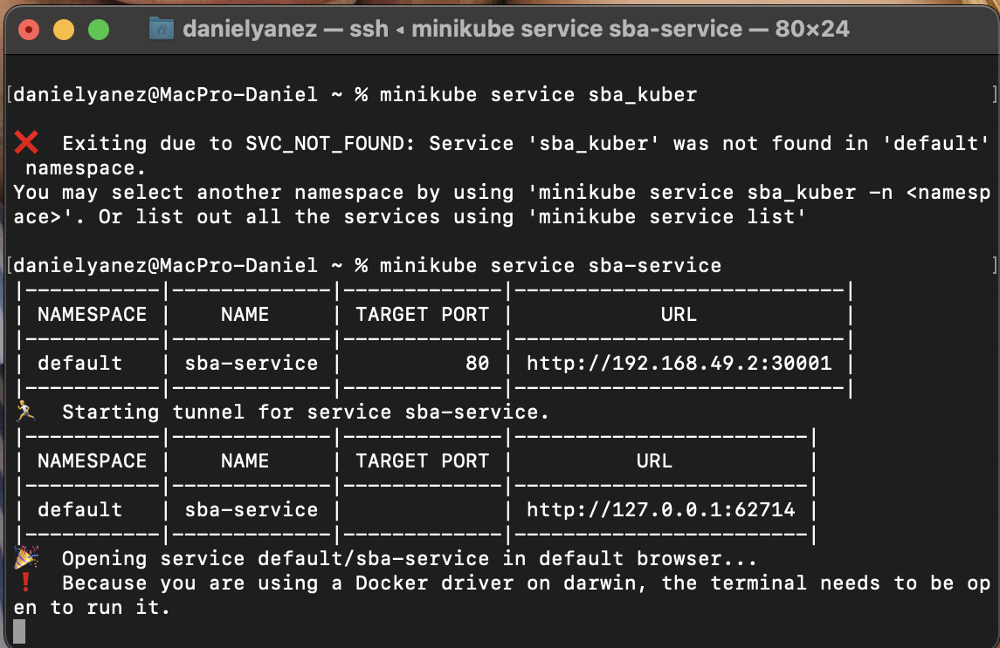 danielyanez — ssh ◂ minikube service sba-service — 80×24
[danielyanez@MacPro-Daniel ~ % minikube service sba_kuber ]
❌  Exiting due to SVC_NOT_FOUND: Service 'sba_kuber' was not found in 'default'
 namespace.
You may select another namespace by using 'minikube service sba_kuber -n <namesp
ace>'. Or list out all the services using 'minikube service list'
[danielyanez@MacPro-Daniel ~ % minikube service sba-service ]
|-----------|-------------|-------------|---------------------------|
| NAMESPACE |    NAME     | TARGET PORT |            URL            |
|-----------|-------------|-------------|---------------------------|
| default   | sba-service |          80 | http://192.168.49.2:30001 |
|-----------|-------------|-------------|---------------------------|
🏃  Starting tunnel for service sba-service.
|-----------|-------------|-------------|------------------------|
| NAMESPACE |    NAME     | TARGET PORT |          URL           |
|-----------|-------------|-------------|------------------------|
| default   | sba-service |             | http://127.0.0.1:62714 |
|-----------|-------------|-------------|------------------------|
🎉  Opening service default/sba-service in default browser...
❗  Because you are using a Docker driver on darwin, the terminal needs to be op
en to run it.